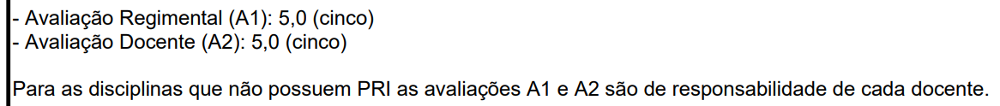 - Avaliação Regimental (A1): 5,0 (cinco)
- Avaliação Docente (A2): 5,0 (cinco)
Para as disciplinas que não possuem PRI as avaliações A1 e A2 são de responsabilidade de cada docente.